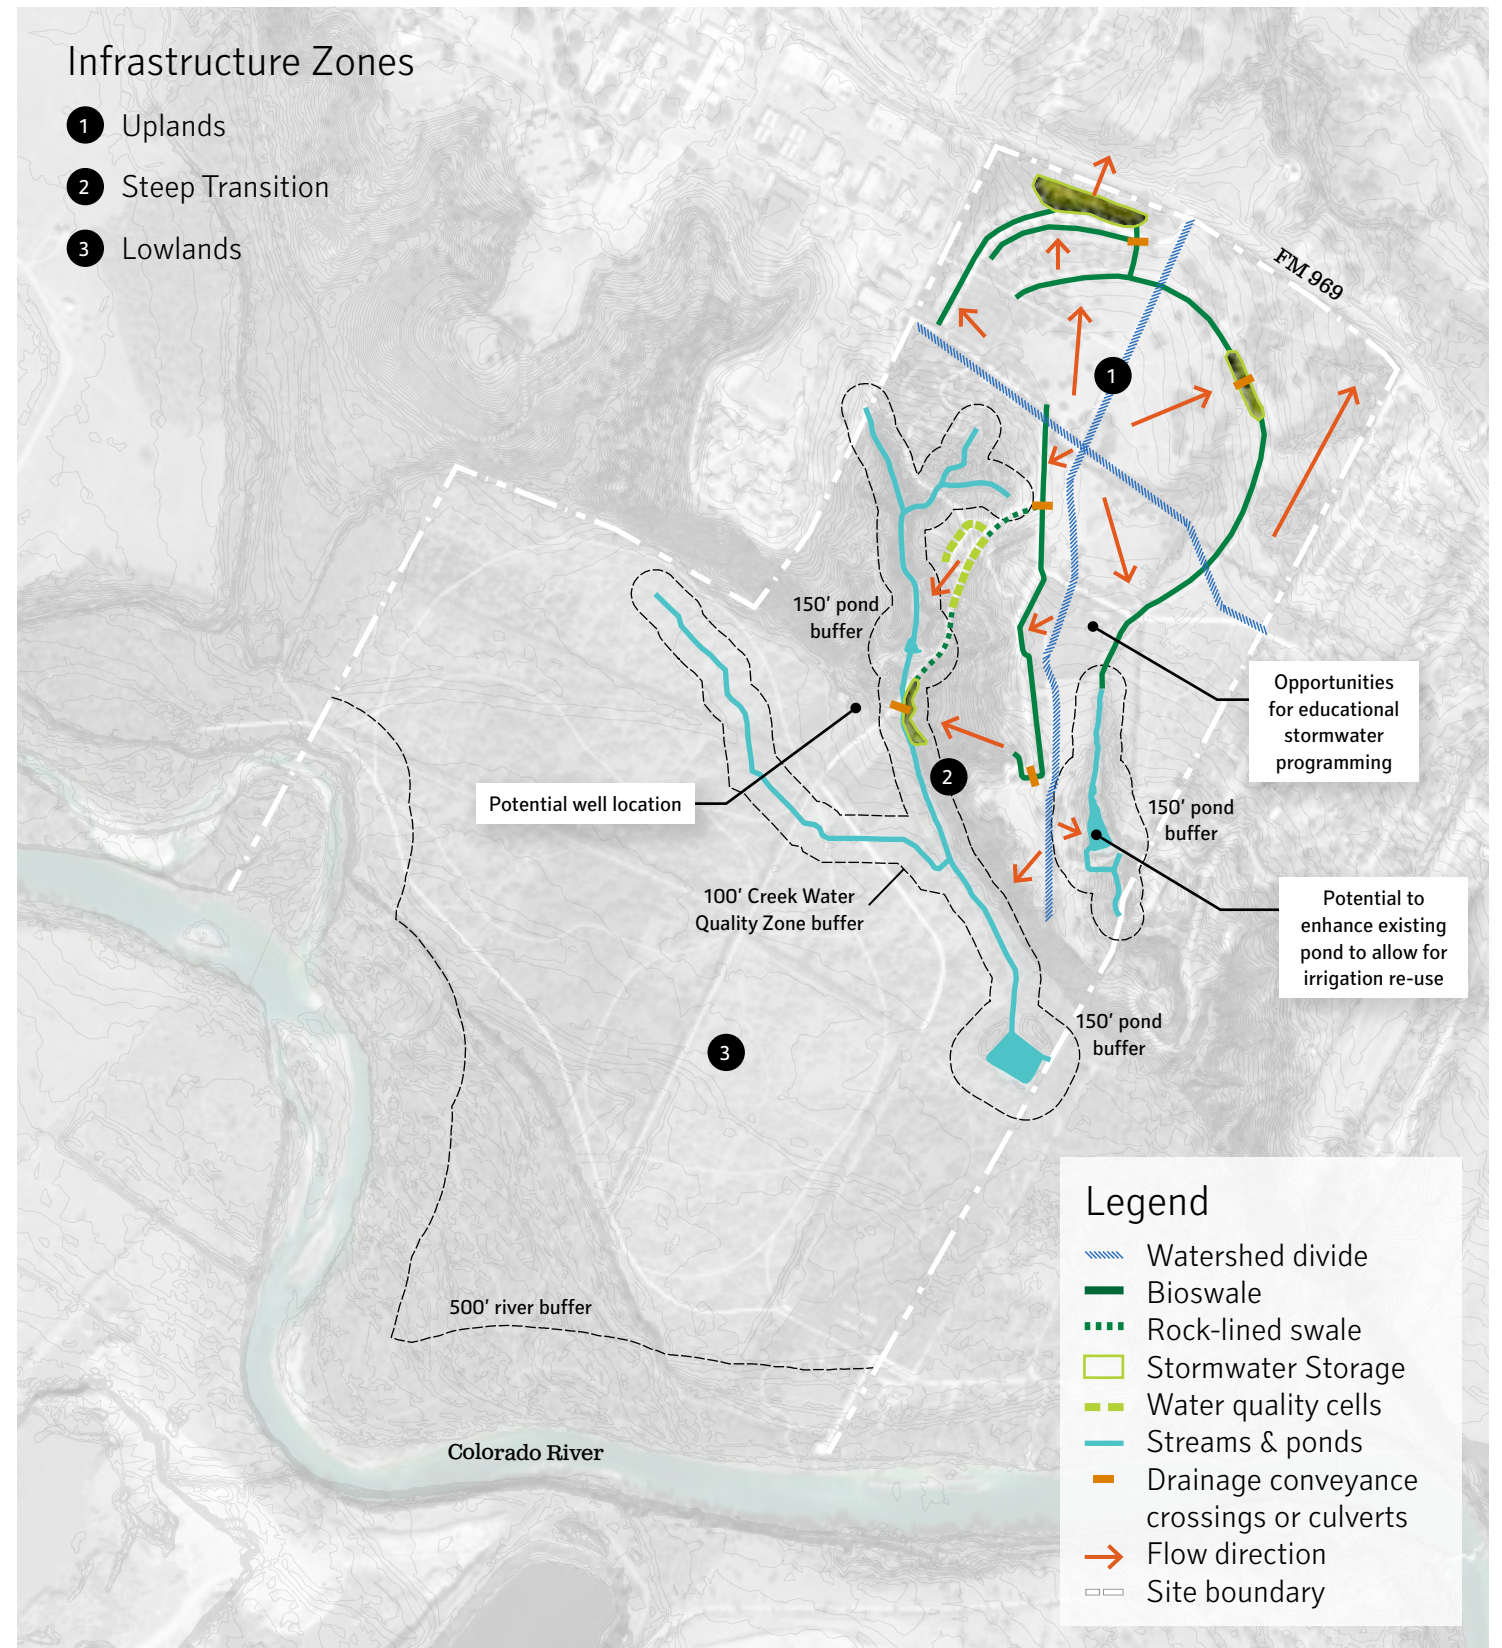 Infrastructure Zones
1 Uplands
2 Steep Transition
3 Lowlands
FM 969
1
150' pond
buffer
Opportunities
for educational
stormwater
programming
Potential well location
2
150' pond
buffer
100' Creek Water
Quality Zone buffer
Potential to
enhance existing
pond to allow for
irrigation re-use
150' pond
buffer
3
500' river buffer
Colorado River
Legend
Watershed divide
Bioswale
Rock-lined swale
Stormwater Storage
Water quality cells
Streams & ponds
Drainage conveyance
crossings or culverts
Flow direction
Site boundary